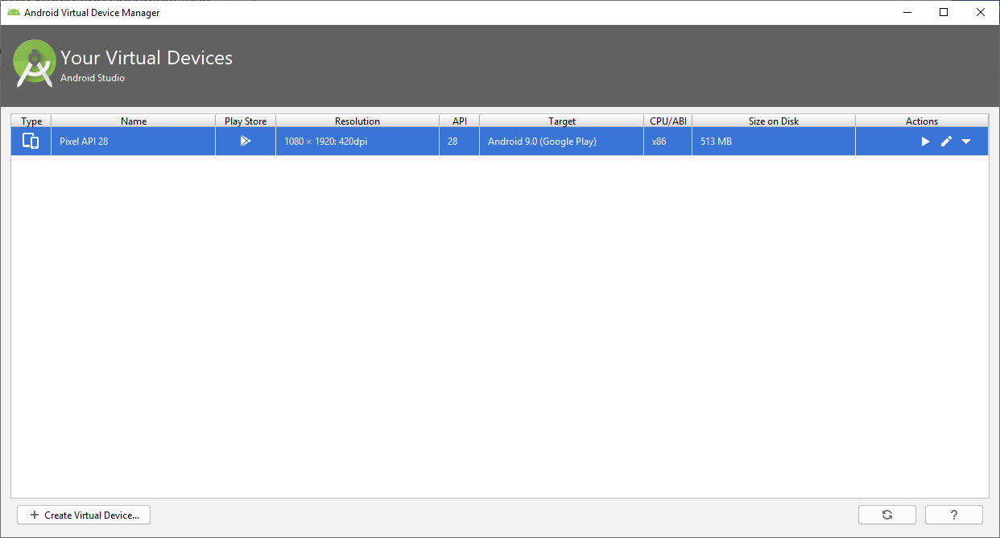 Android Virtual Device Manager
Your Virtual Devices
Android Studio
Type Name Play Store Resolution API Target CPU/ABI Size on Disk Actions
Pixel API 28 1080 × 1920: 420dpi 28 Android 9.0 (Google Play) x86 513 MB
+ Create Virtual Device... ?